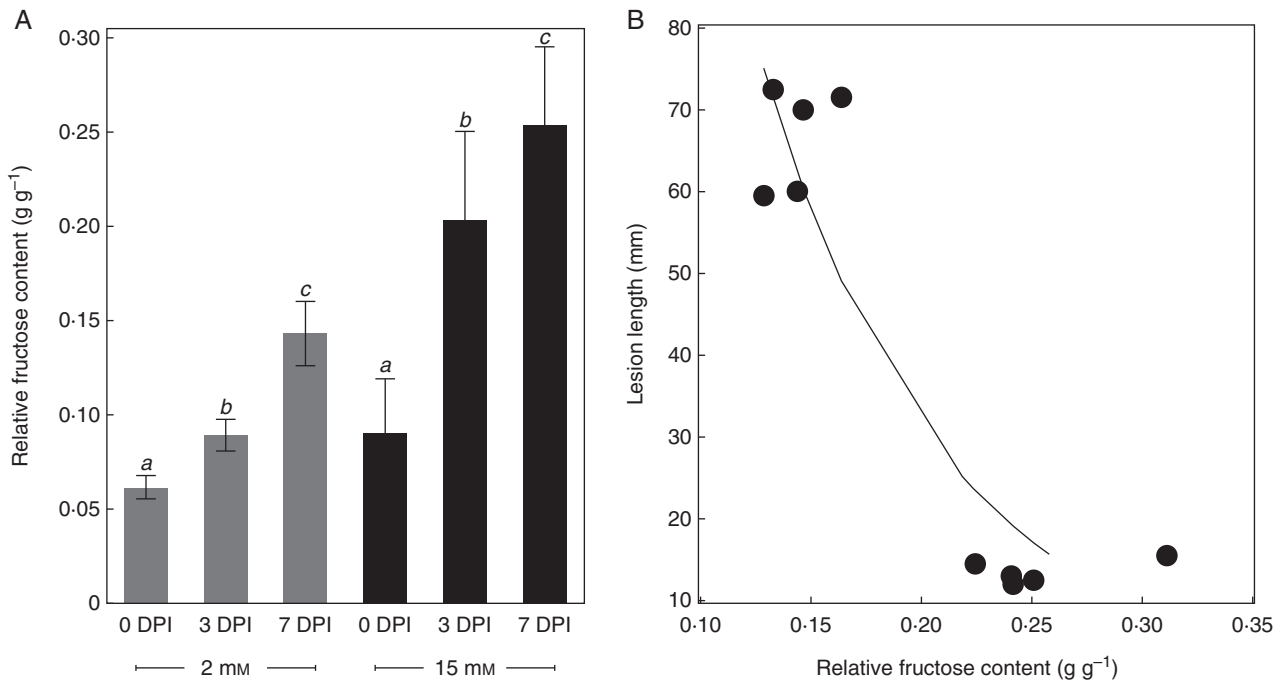 A
Relative fructose content (g g−1)
0·30
0·25
0·20
0·15
0·10
0·05
0
a
b
c
a
b
c
0 DPI 3 DPI 7 DPI 0 DPI 3 DPI 7 DPI
2 mM 15 mM
B
Lesion length (mm)
80
70
60
50
40
30
20
10
0·10 0·15 0·20 0·25 0·30 0·35
Relative fructose content (g g−1)